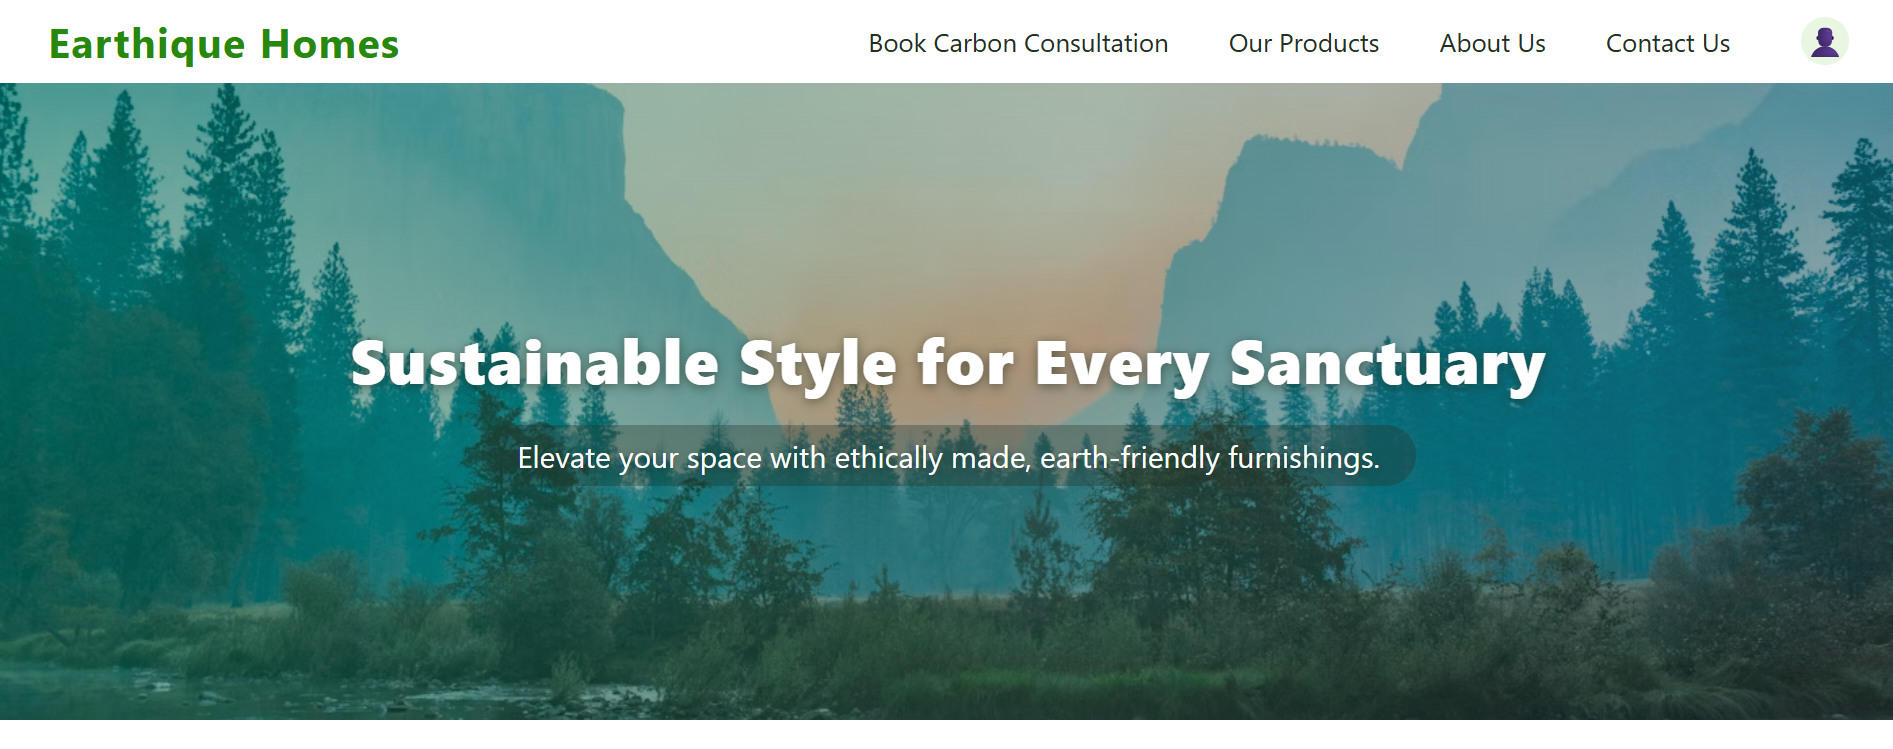 Earthique Homes
Book Carbon Consultation
Our Products
About Us
Contact Us
Sustainable Style for Every Sanctuary
Elevate your space with ethically made, earth-friendly furnishings.